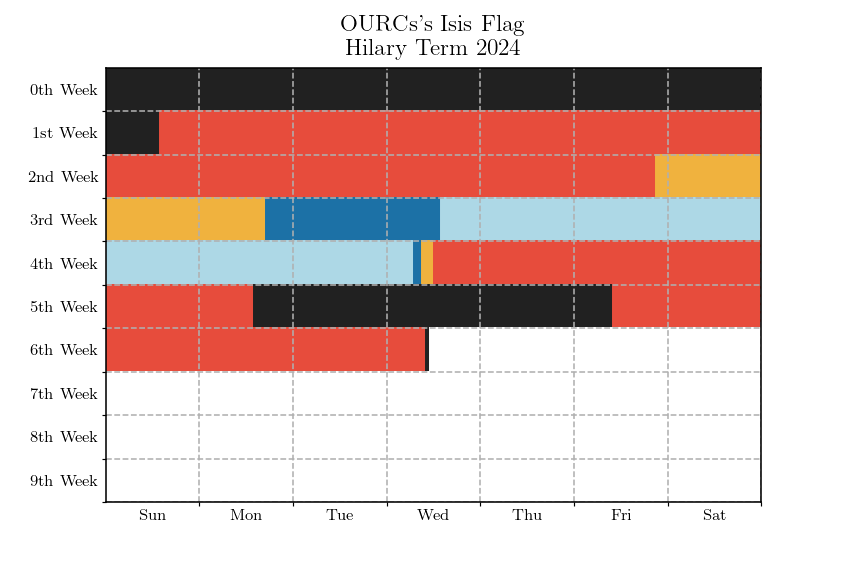 OURCs's Isis Flag
Hilary Term 2024
0th Week
1st Week
2nd Week
3rd Week
4th Week
5th Week
6th Week
7th Week
8th Week
9th Week
Sun Mon Tue Wed Thu Fri Sat